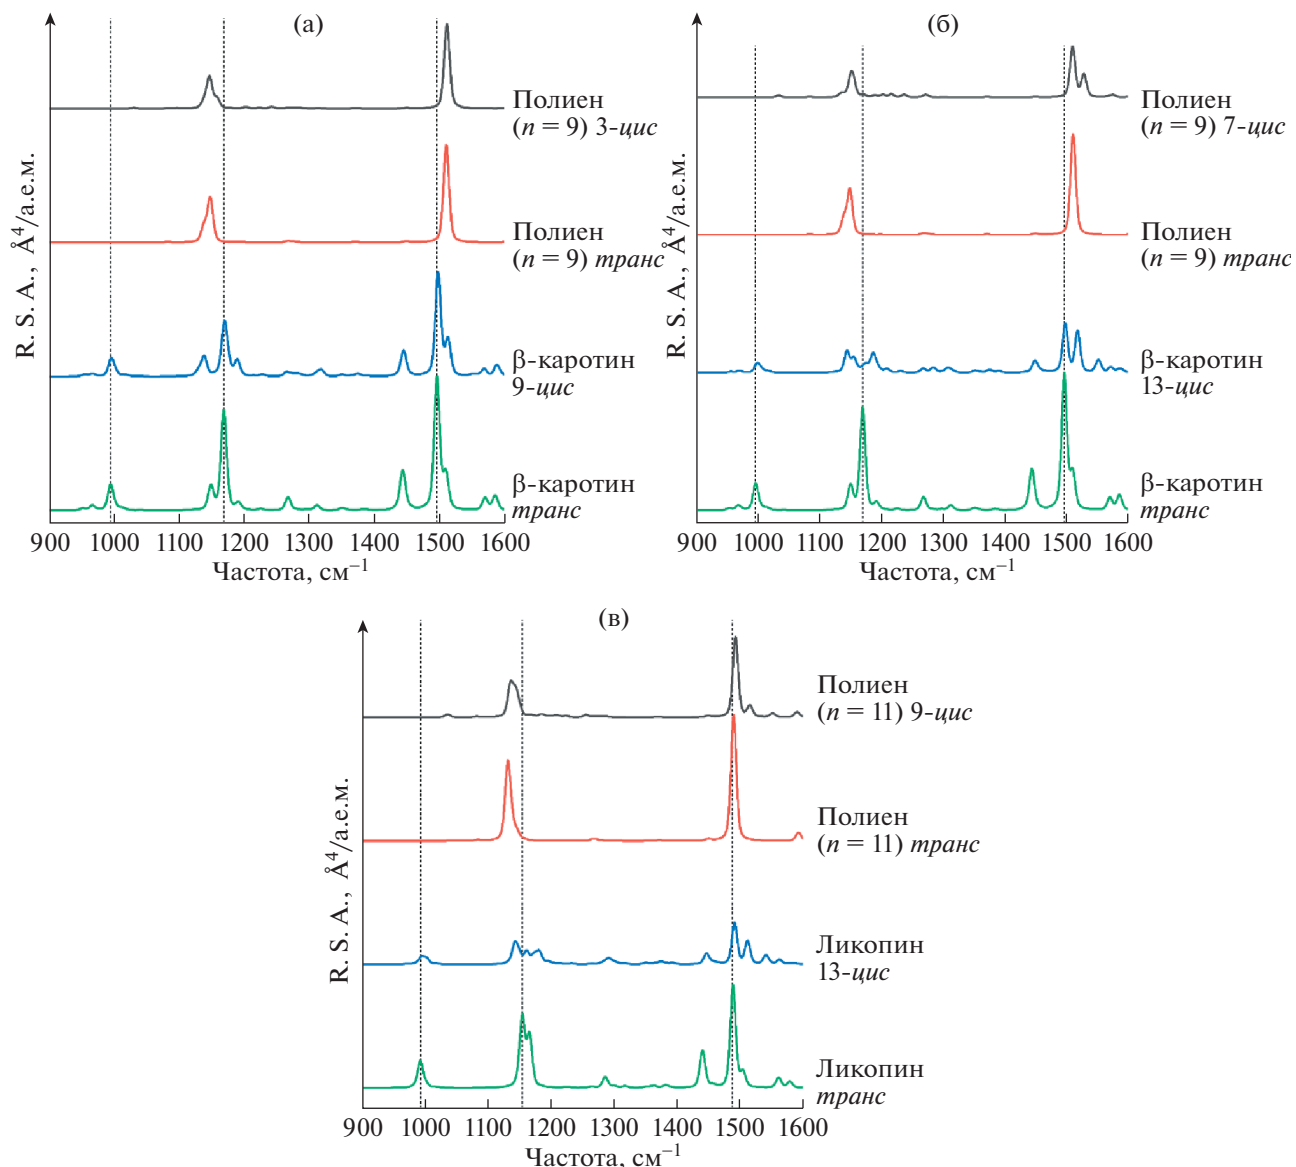 (а)
R. S. A., Å⁴/а.е.м.
Полиен
(n = 9) 3-цис
Полиен
(n = 9) транс
β-каротин
9-цис
β-каротин
транс
900 1000 1100 1200 1300 1400 1500 1600
Частота, см⁻¹
(б)
R. S. A., Å⁴/а.е.м.
Полиен
(n = 9) 7-цис
Полиен
(n = 9) транс
β-каротин
13-цис
β-каротин
транс
900 1000 1100 1200 1300 1400 1500 1600
Частота, см⁻¹
(в)
R. S. A., Å⁴/а.е.м.
Полиен
(n = 11) 9-цис
Полиен
(n = 11) транс
Ликопин
13-цис
Ликопин
транс
900 1000 1100 1200 1300 1400 1500 1600
Частота, см⁻¹